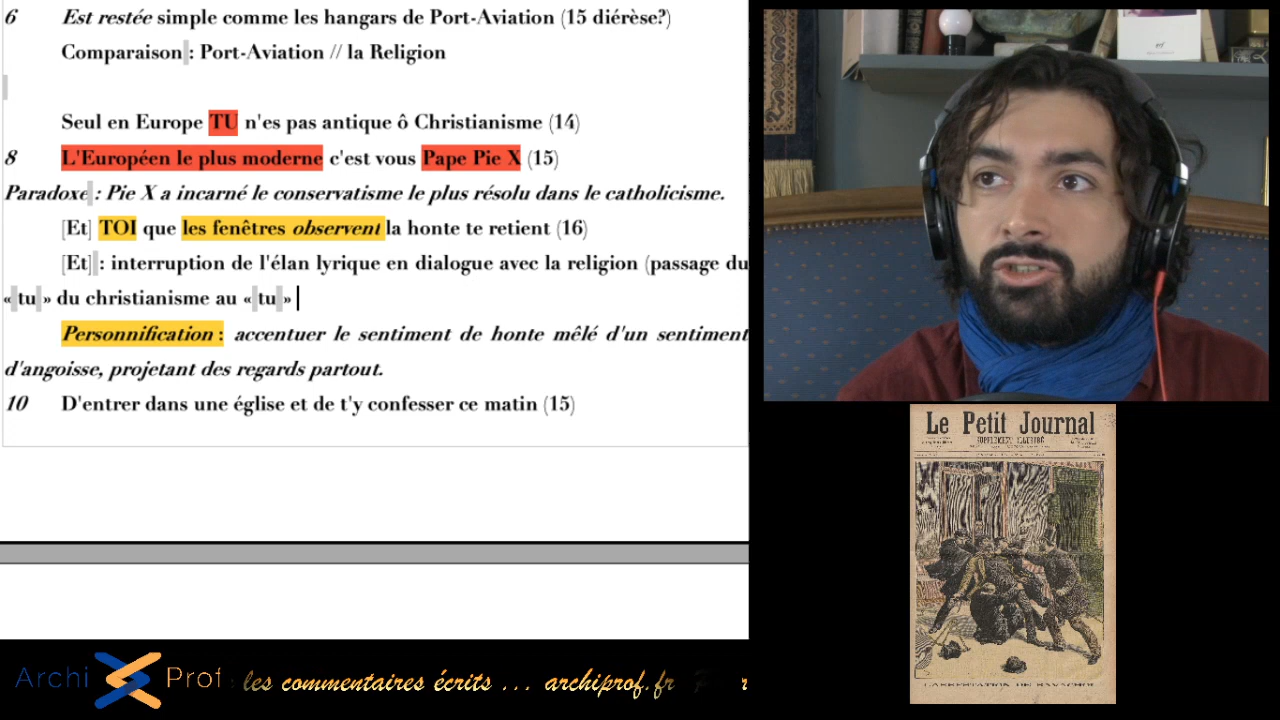 6 Est restée simple comme les hangars de Port-Aviation (15 diérèse?)
Comparaison : Port-Aviation // la Religion
Seul en Europe TU n'es pas antique ô Christianisme (14)
8 L'Européen le plus moderne c'est vous Pape Pie X (15)
Paradoxe : Pie X a incarné le conservatisme le plus résolu dans le catholicisme.
[Et] TOI que les fenêtres observent la honte te retient (16)
[Et] : interruption de l'élan lyrique en dialogue avec la religion (passage du
« tu » du christianisme au « tu »
Personnification : accentuer le sentiment de honte mêlé d'un sentiment
d'angoisse, projetant des regards partout.
10 D'entrer dans une église et de t'y confesser ce matin (15)
Le Petit Journal
SUPPLÉMENT ILLUSTRÉ
Archi Prof
les commentaires écrits ... archiprof.fr